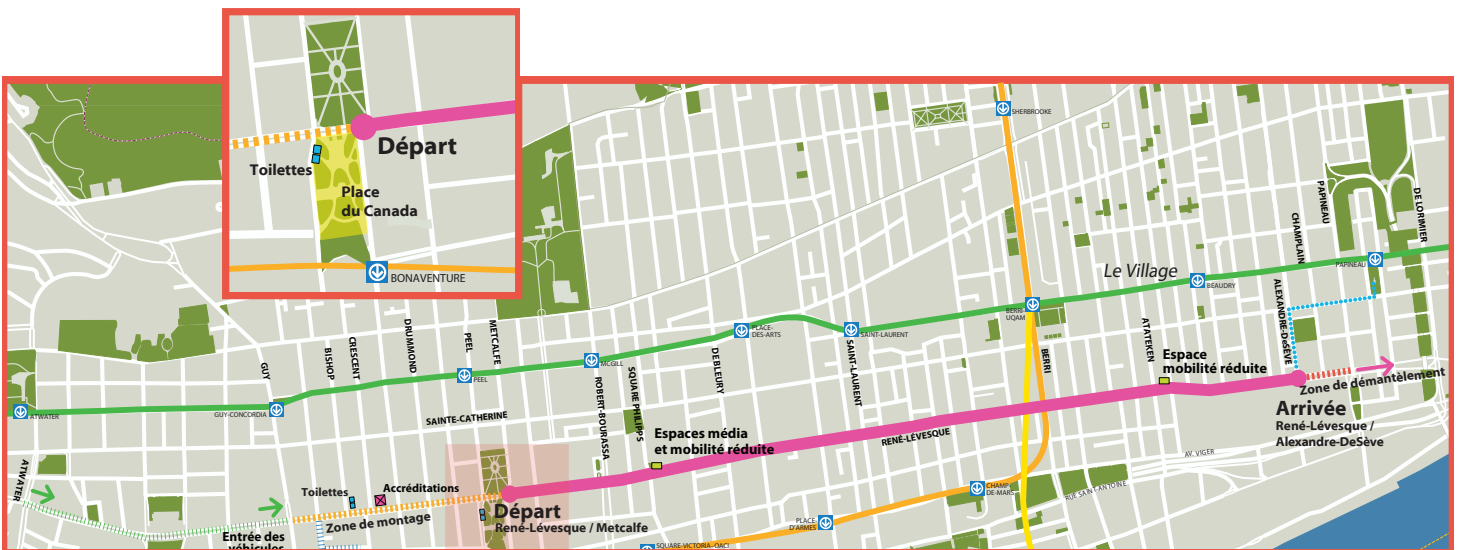 Départ
Toilettes
Place
du Canada
BONAVENTURE
SHERBROOKE
PAPINEAU
DE LORIMIER
CHAMPLAIN
PAPINEAU
Le Village
BEAUDRY
ALEXANDRE-DeSÈVE
BERRI-
UQAM
PLACE-
DES-ARTS
SAINT-LAURENT
SAINT-LAURENT
ATATEKEN
BERRI
METCALFE
PEEL
DRUMMOND
CRESCENT
BISHOP
GUY
MCGILL
PEEL
DE BLEURY
SQUARE PHILIPPS
ROBERT-BOURASSA
Espace
mobilité réduite
Zone de démantèlement
Arrivée
René-Lévesque /
Alexandre-DeSève
ATWATER
GUY-CONCORDIA
SAINTE-CATHERINE
Espaces média
et mobilité réduite
RENÉ-LÉVESQUE
AV. VIGER
RUE SAINT-ANTOINE
ATWATER
Toilettes
Accréditations
Départ
René-Lévesque / Metcalfe
Zone de montage
Entrée des
véhicules
CHAMP-
DE-MARS
PLACE-
D'ARMES
SQUARE-VICTORIA–OACI